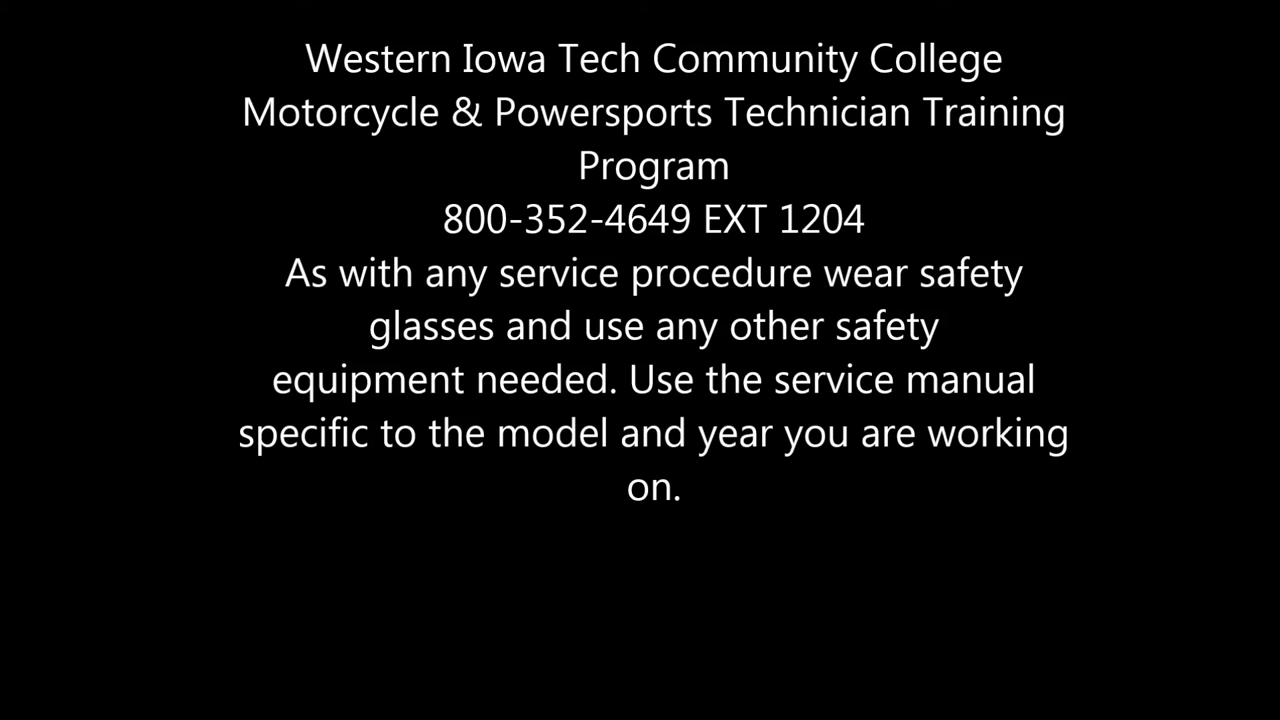 Western Iowa Tech Community College
Motorcycle & Powersports Technician Training
Program
800-352-4649 EXT 1204
As with any service procedure wear safety
glasses and use any other safety
equipment needed. Use the service manual
specific to the model and year you are working
on.